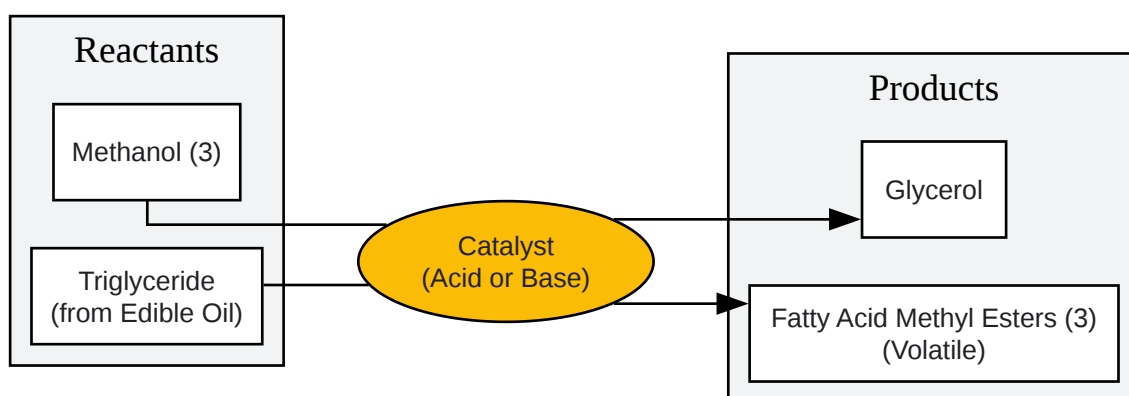 Reactants
Methanol (3)
Triglyceride
(from Edible Oil)
Catalyst
(Acid or Base)
Products
Glycerol
Fatty Acid Methyl Esters (3)
(Volatile)